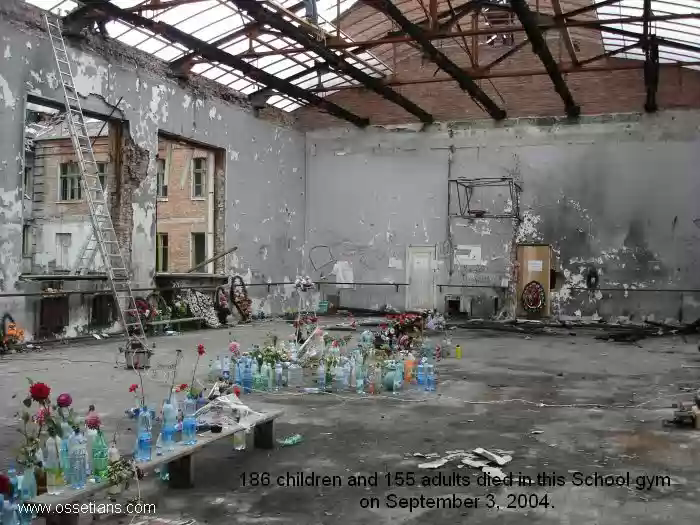 186 children and 155 adults died in this School gym
on September 3, 2004.
www.ossetians.com